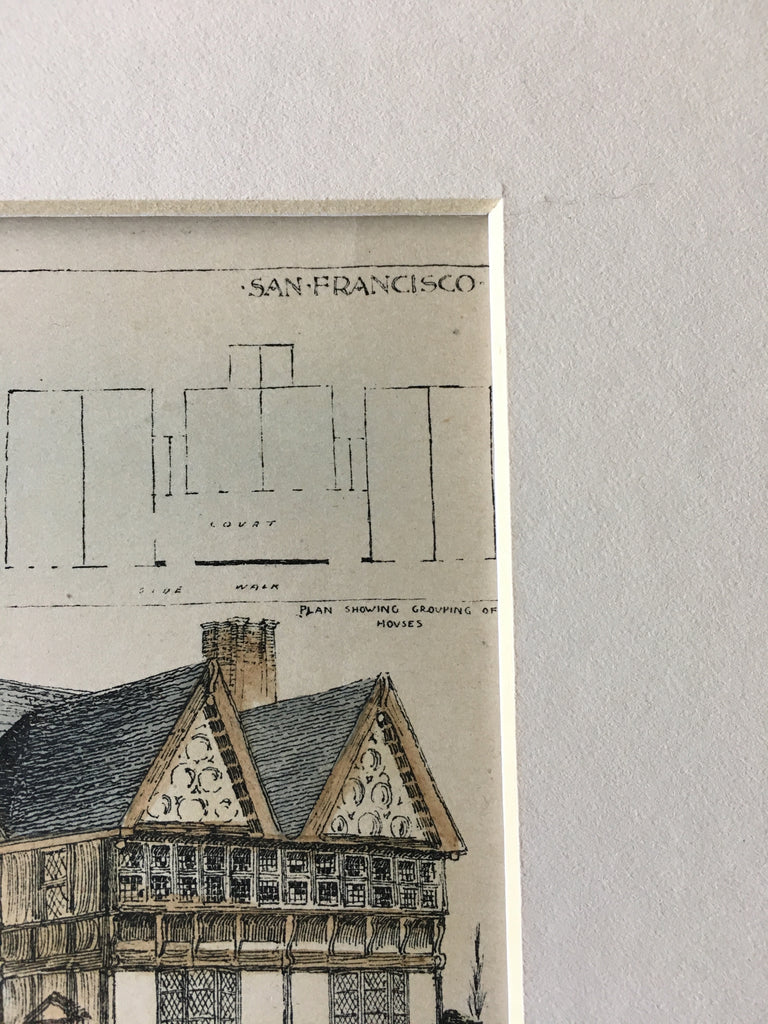 ·SAN·FRANCISCO·
COURT
SIDE WALK
PLAN SHOWING GROUPING OF
HOUSES